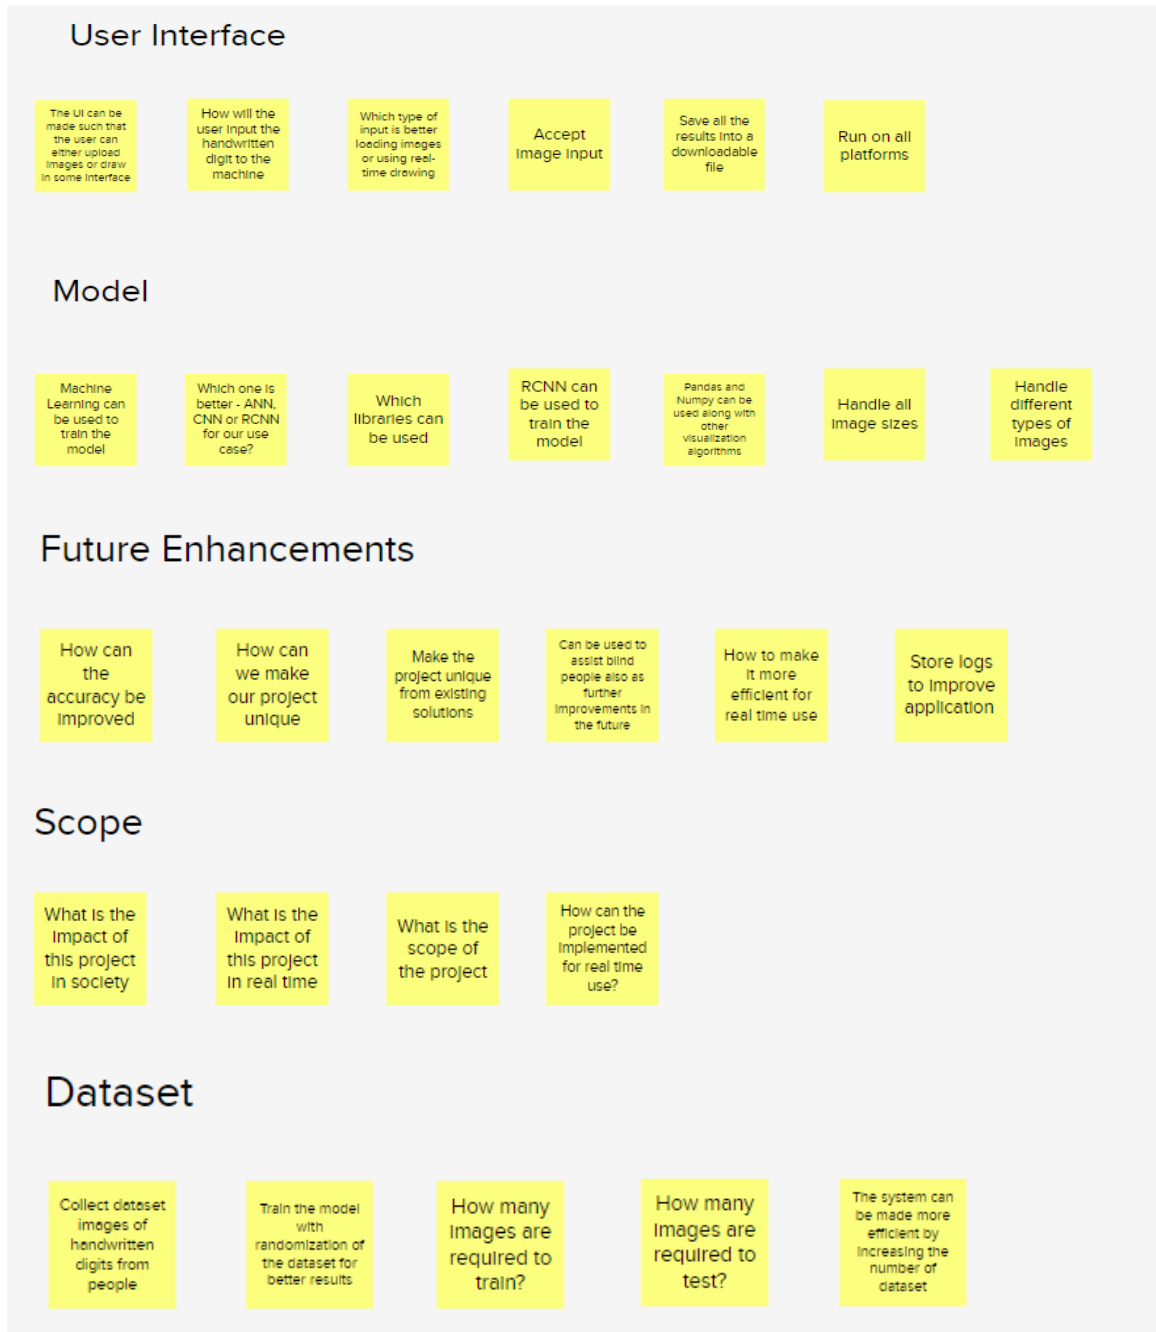 User Interface
The UI can be
made such that
the user can
either upload
images or draw
in some interface
How will the
user input the
handwritten
digit to the
machine
Which type of
input is better
loading images
or using real-
time drawing
Accept
image input
Save all the
results into a
downloadable
file
Run on all
platforms
Model
Machine
Learning can
be used to
train the
model
Which one is
better - ANN,
CNN or RCNN
for our use
case?
Which
libraries can
be used
RCNN can
be used to
train the
model
Pandas and
Numpy can be
used along with
other
visualization
algorithms
Handle all
image sizes
Handle
different
types of
images
Future Enhancements
How can
the
accuracy be
improved
How can
we make
our project
unique
Make the
project unique
from existing
solutions
Can be used to
assist blind
people also as
further
improvements in
the future
How to make
it more
efficient for
real time use
Store logs
to improve
application
Scope
What is the
impact of
this project
in society
What is the
impact of
this project
in real time
What is the
scope of
the project
How can the
project be
implemented
for real time
use?
Dataset
Collect dataset
images of
handwritten
digits from
people
Train the model
with
randomization of
the dataset for
better results
How many
images are
required to
train?
How many
images are
required to
test?
The system can
be made more
efficient by
increasing the
number of
dataset